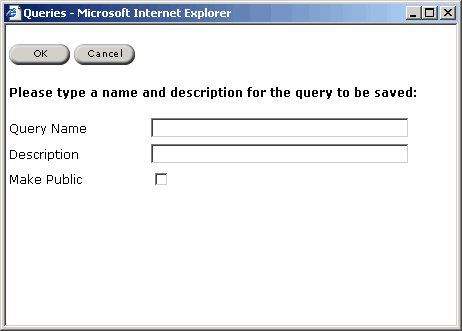 Queries - Microsoft Internet Explorer
OK Cancel
Please type a name and description for the query to be saved:
Query Name
Description
Make Public